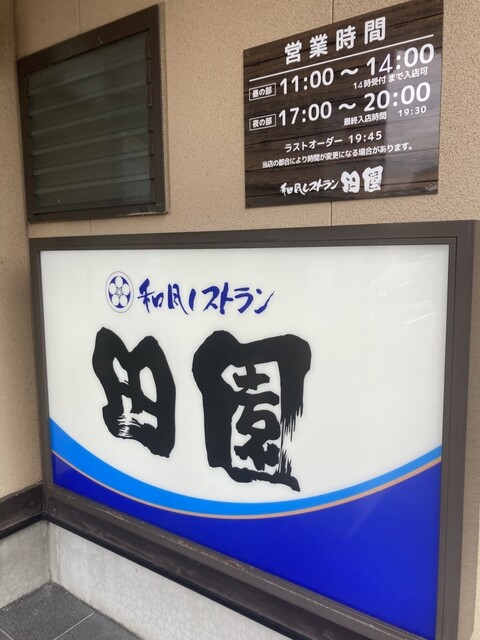 営業時間
昼の部 11:00 〜 14:00
14時受付 まで入店可
夜の部 17:00 〜 20:00
最終入店時間 19:30
ラストオーダー 19:45
当店の都合により時間が変更になる場合があります。
和風レストラン 田園
和風レストラン
田園